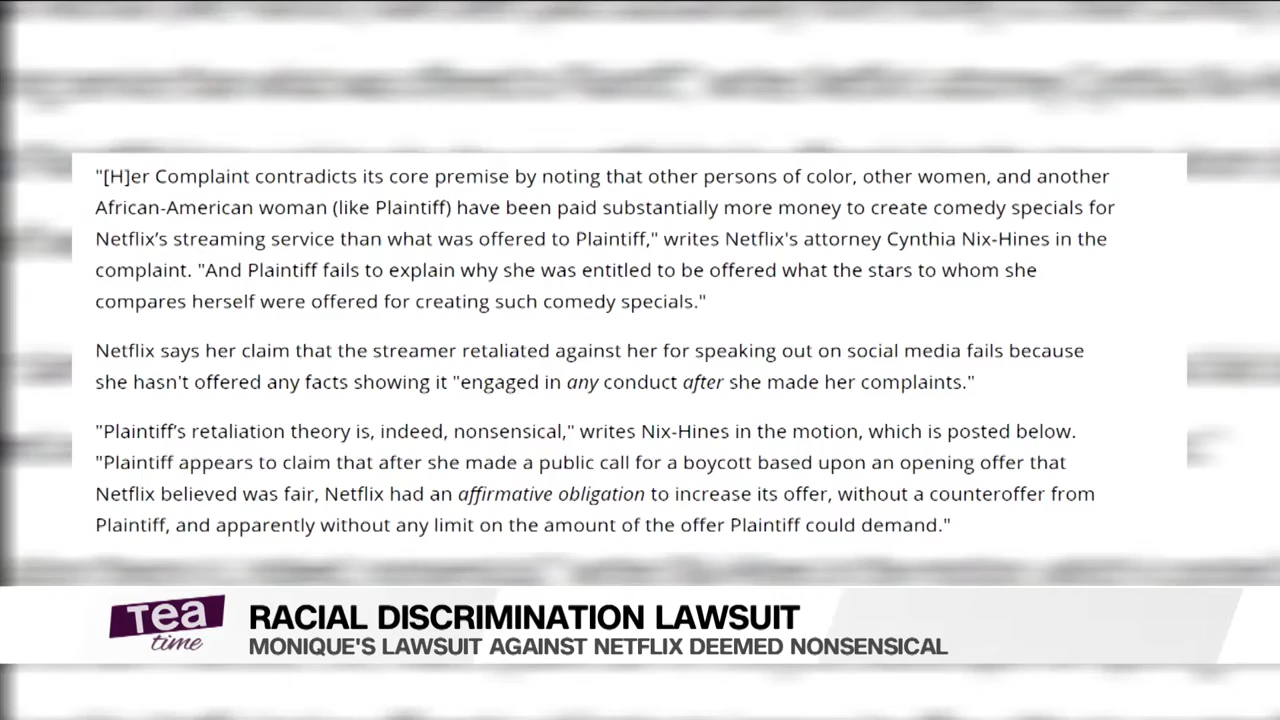 "[H]er Complaint contradicts its core premise by noting that other persons of color, other women, and another
African-American woman (like Plaintiff) have been paid substantially more money to create comedy specials for
Netflix's streaming service than what was offered to Plaintiff," writes Netflix's attorney Cynthia Nix-Hines in the
complaint. "And Plaintiff fails to explain why she was entitled to be offered what the stars to whom she
compares herself were offered for creating such comedy specials."
Netflix says her claim that the streamer retaliated against her for speaking out on social media fails because
she hasn't offered any facts showing it "engaged in any conduct after she made her complaints."
"Plaintiff's retaliation theory is, indeed, nonsensical," writes Nix-Hines in the motion, which is posted below.
"Plaintiff appears to claim that after she made a public call for a boycott based upon an opening offer that
Netflix believed was fair, Netflix had an affirmative obligation to increase its offer, without a counteroffer from
Plaintiff, and apparently without any limit on the amount of the offer Plaintiff could demand."
Tea
time
RACIAL DISCRIMINATION LAWSUIT
MONIQUE'S LAWSUIT AGAINST NETFLIX DEEMED NONSENSICAL